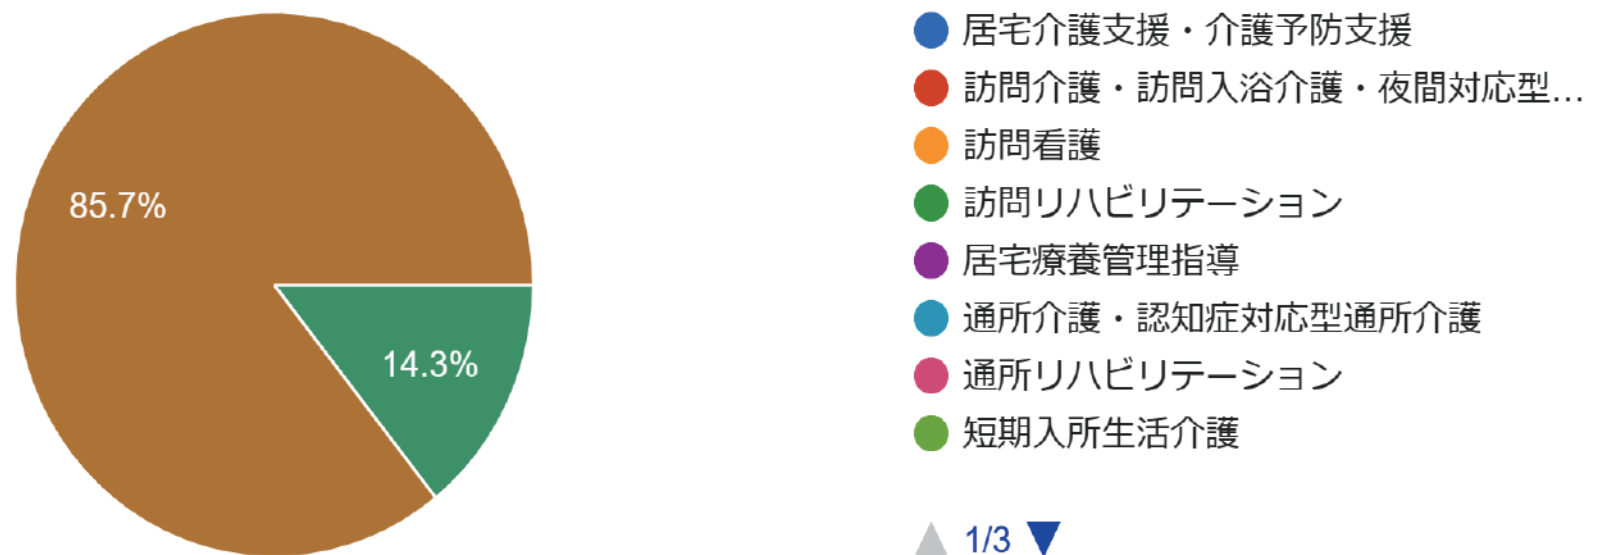 85.7%
14.3%
居宅介護支援・介護予防支援
訪問介護・訪問入浴介護・夜間対応型…
訪問看護
訪問リハビリテーション
居宅療養管理指導
通所介護・認知症対応型通所介護
通所リハビリテーション
短期入所生活介護
1/3